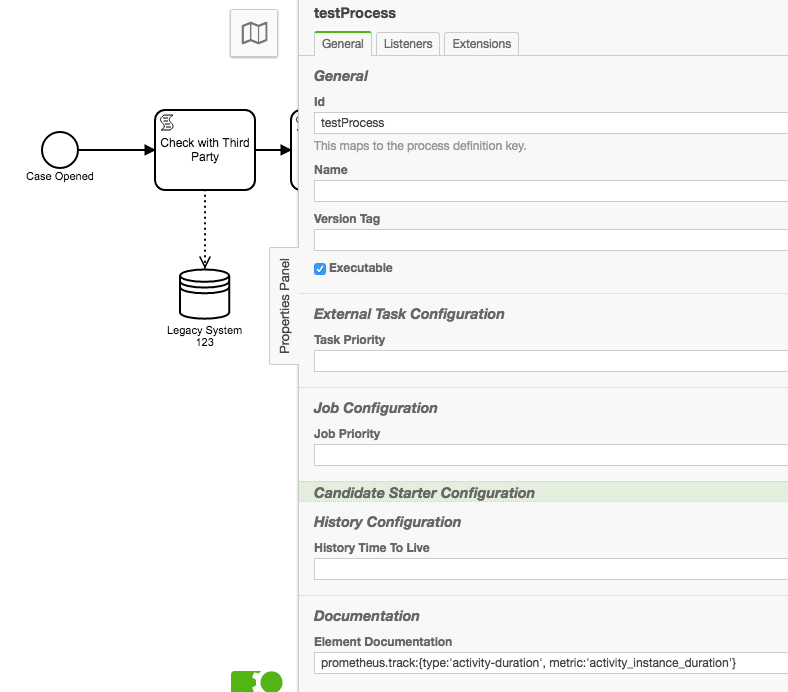 testProcess
General
Listeners
Extensions
General
Id
testProcess
This maps to the process definition key.
Name
Version Tag
Executable
External Task Configuration
Task Priority
Job Configuration
Job Priority
Candidate Starter Configuration
History Configuration
History Time To Live
Documentation
Element Documentation
prometheus.track:{type:'activity-duration', metric:'activity_instance_duration'}
Properties Panel
Case Opened
Check with Third
Party
Legacy System
123